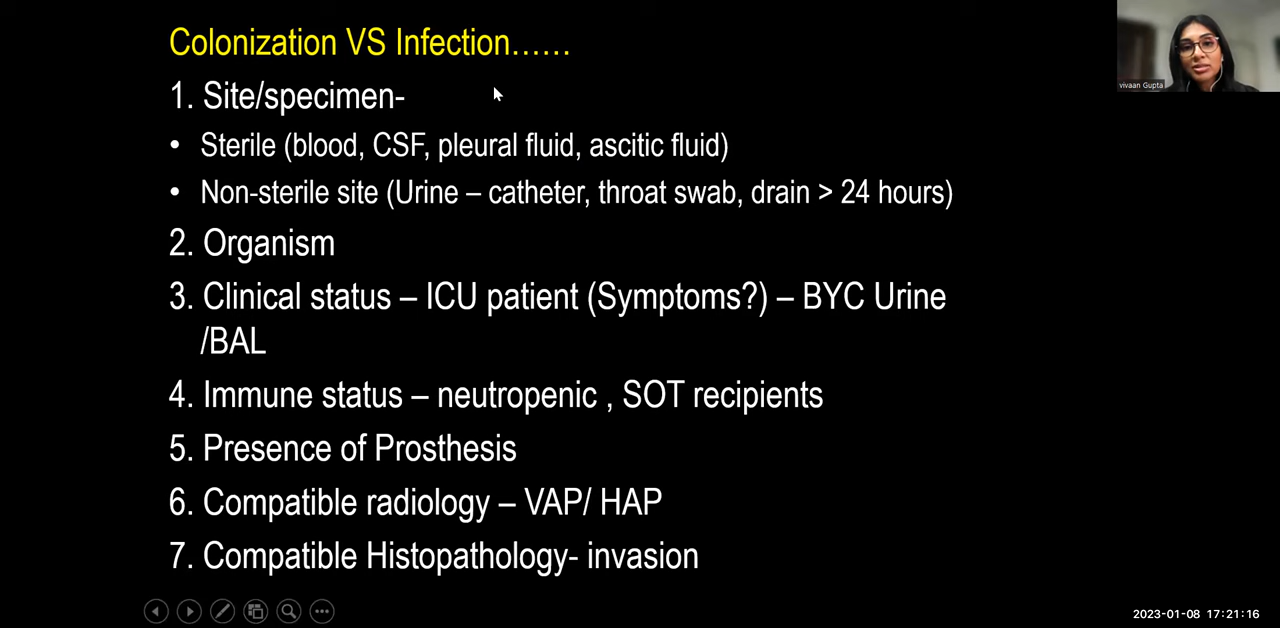 Colonization VS Infection......
1. Site/specimen-
• Sterile (blood, CSF, pleural fluid, ascitic fluid)
• Non-sterile site (Urine – catheter, throat swab, drain > 24 hours)
2. Organism
3. Clinical status – ICU patient (Symptoms?) – BYC Urine
/BAL
4. Immune status – neutropenic , SOT recipients
5. Presence of Prosthesis
6. Compatible radiology – VAP/ HAP
7. Compatible Histopathology- invasion
vivaan Gupta
2023-01-08 17:21:16